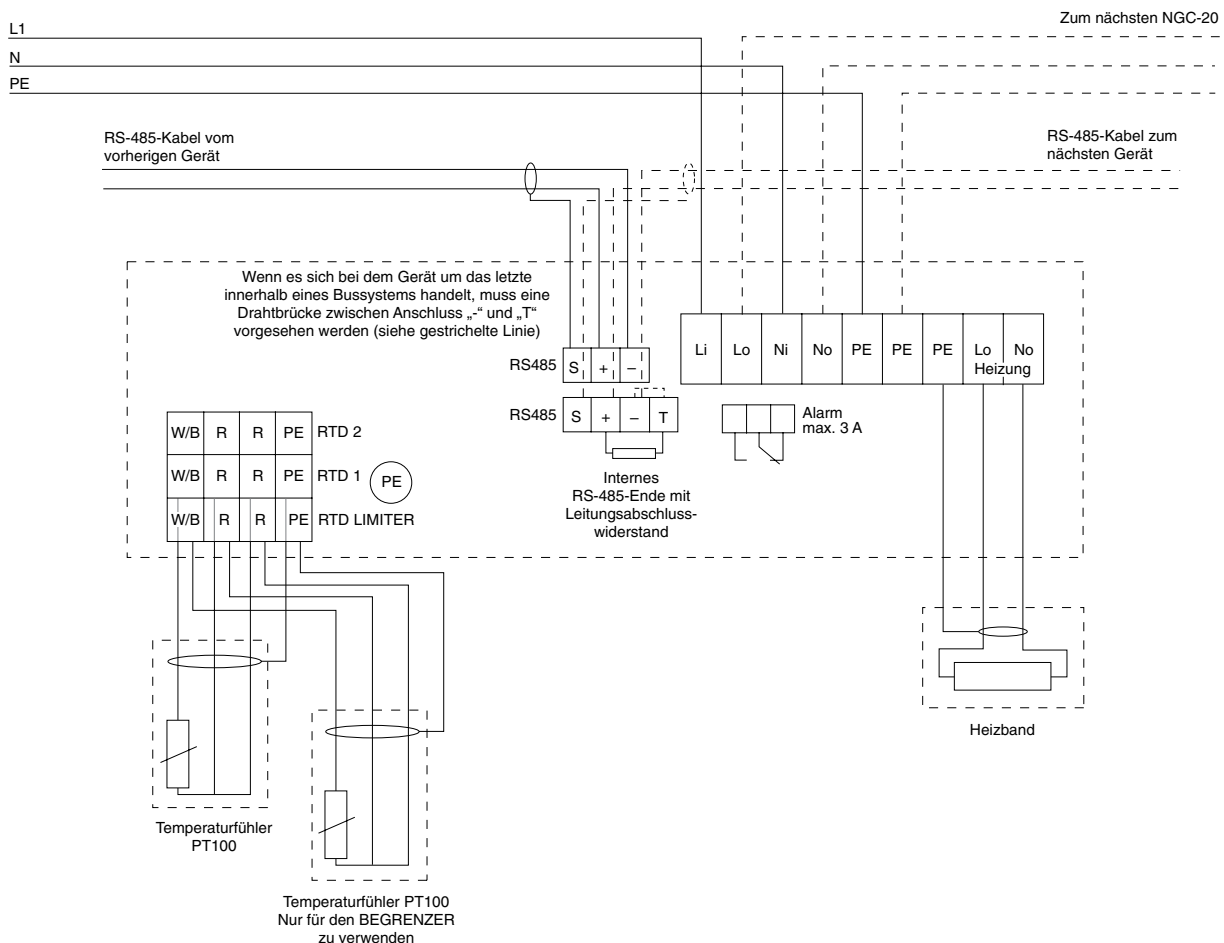 Zum nächsten NGC-20
L1
N
PE
RS-485-Kabel vom
vorherigen Gerät
RS-485-Kabel zum
nächsten Gerät
Wenn es sich bei dem Gerät um das letzte
innerhalb eines Bussystems handelt, muss eine
Drahtbrücke zwischen Anschluss „-“ und „T“
vorgesehen werden (siehe gestrichelte Linie)
Li Lo Ni No PE PE PE Lo No
Heizung
RS485 S + –
RS485 S + – T
Alarm
max. 3 A
Internes
RS-485-Ende mit
Leitungsabschluss-
widerstand
W/B R R PE RTD 2
W/B R R PE RTD 1 PE
W/B R R PE RTD LIMITER
Heizband
Temperaturfühler
PT100
Temperaturfühler PT100
Nur für den BEGRENZER
zu verwenden